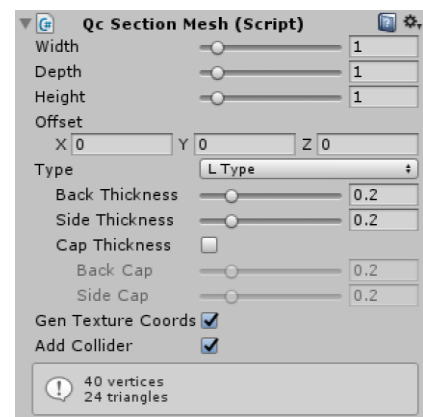 Qc Section Mesh (Script)
Width 1
Depth 1
Height 1
Offset
X 0 Y 0 Z 0
Type L Type
Back Thickness 0.2
Side Thickness 0.2
Cap Thickness
Back Cap 0.2
Side Cap 0.2
Gen Texture Coords
Add Collider
40 vertices
24 triangles